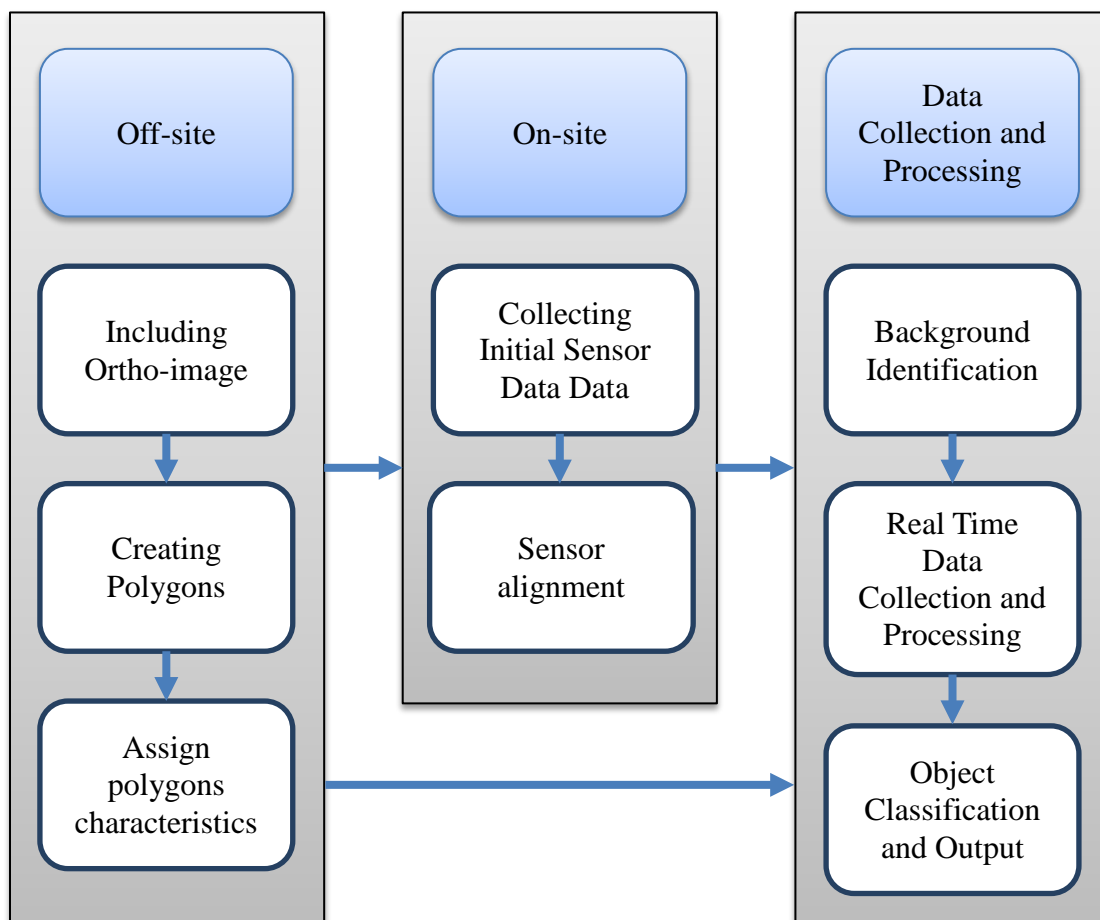 Off-site
Including
Ortho-image
Creating
Polygons
Assign
polygons
characteristics
On-site
Collecting
Initial Sensor
Data Data
Sensor
alignment
Data
Collection and
Processing
Background
Identification
Real Time
Data
Collection and
Processing
Object
Classification
and Output